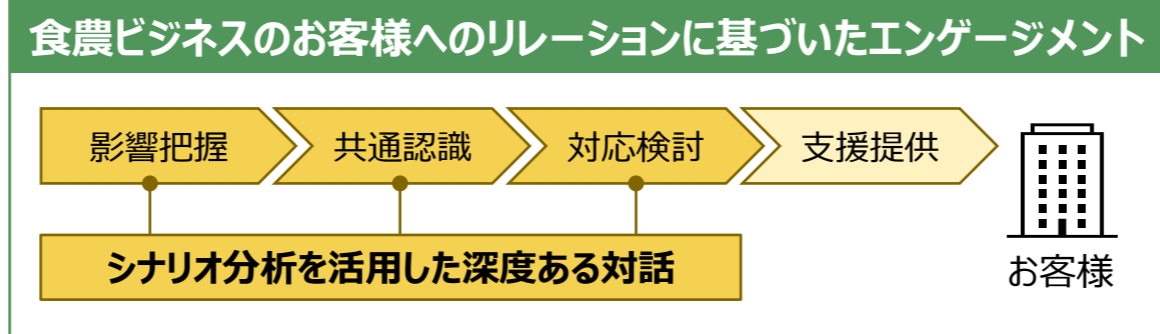 食農ビジネスのお客様へのリレーションに基づいたエンゲージメント
影響把握
共通認識
対応検討
支援提供
シナリオ分析を活用した深度ある対話
お客様